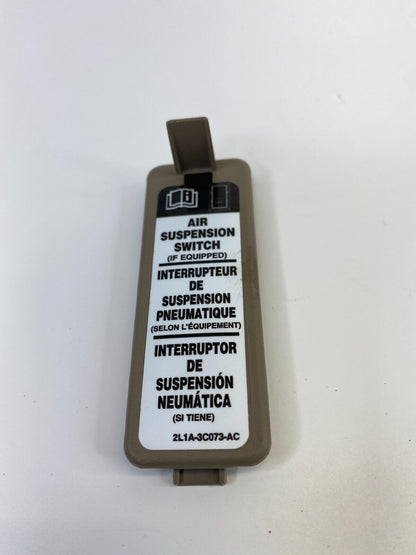 AIR
SUSPENSION
SWITCH
(IF EQUIPPED)
INTERRUPTEUR
DE
SUSPENSION
PNEUMATIQUE
(SELON L'ÉQUIPEMENT)
INTERRUPTOR
DE
SUSPENSIÓN
NEUMÁTICA
(SI TIENE)
2L1A-3C073-AC